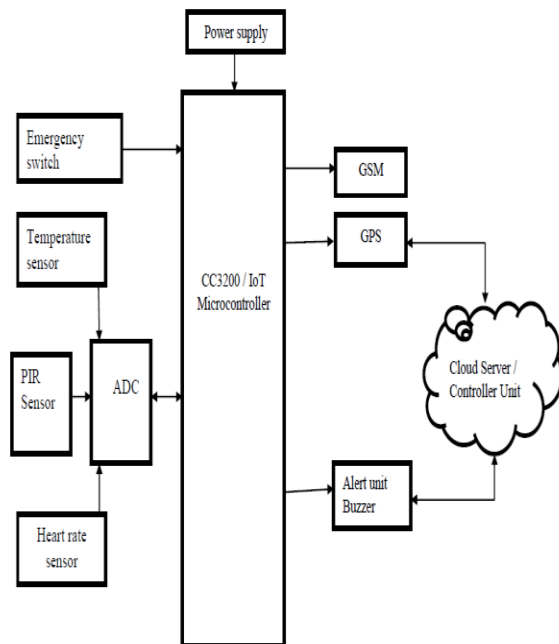 Power supply
Emergency
switch
GSM
Temperature
sensor
GPS
CC3200 / IoT
Microcontroller
PIR
Sensor
ADC
Cloud Server /
Controller Unit
Alert unit
Buzzer
Heart rate
sensor